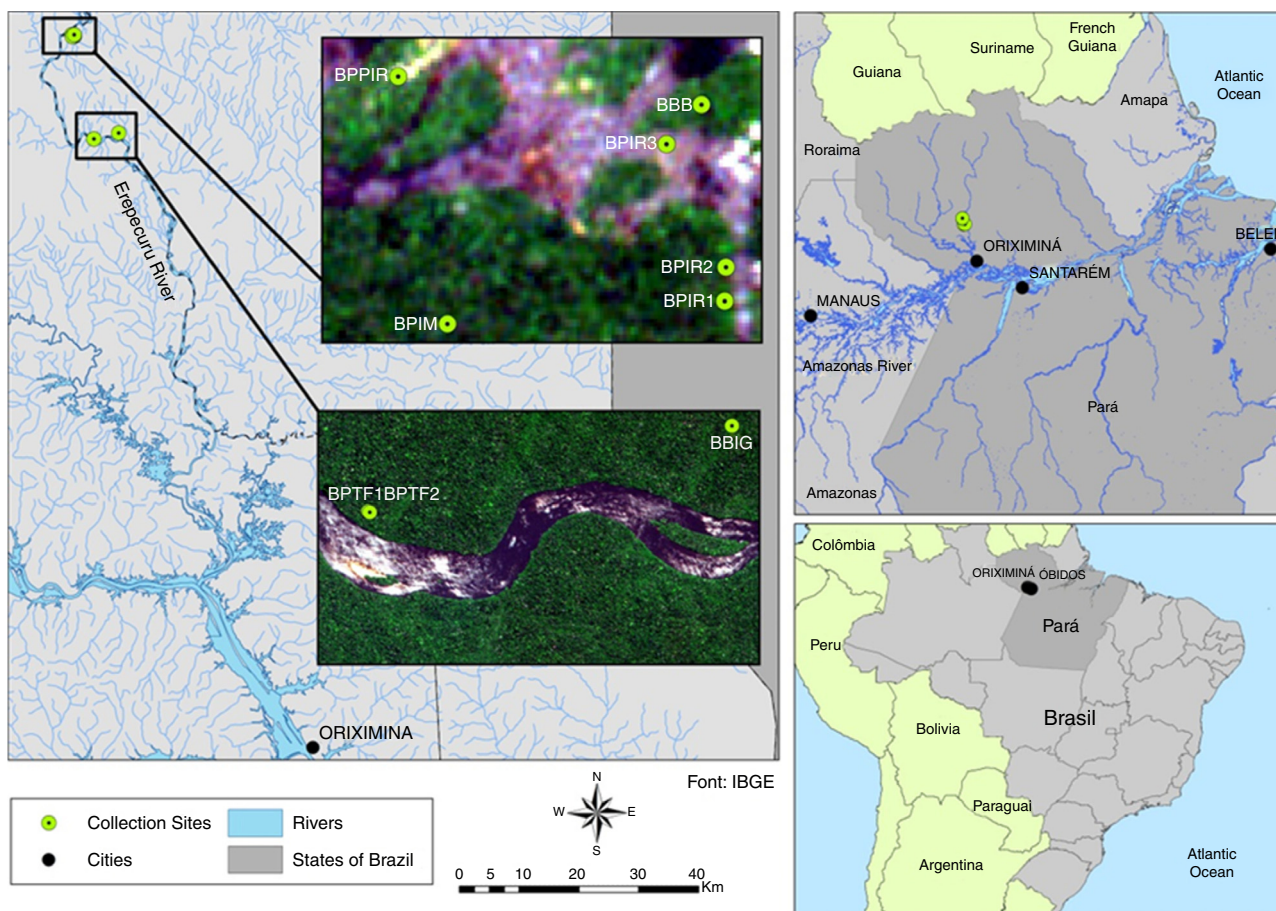 BPPIR
BBB
BPIR3
BPIR2
BPIR1
BPIM
Erepecuru River
BBIG
BPTF1BPTF2
ORIXIMINA
Font: IBGE
Collection Sites
Rivers
Cities
States of Brazil
N
W
E
S
0 5 10 20 30 40
Km
French
Guiana
Suriname
Guiana
Atlantic
Ocean
Amapa
Roraima
ORIXIMINÁ
BELEI
SANTARÉM
MANAUS
Amazonas River
Pará
Amazonas
Colômbia
ORIXIMINÁ ÓBIDOS
Pará
Peru
Brasil
Bolivia
Paraguai
Argentina
Atlantic
Ocean